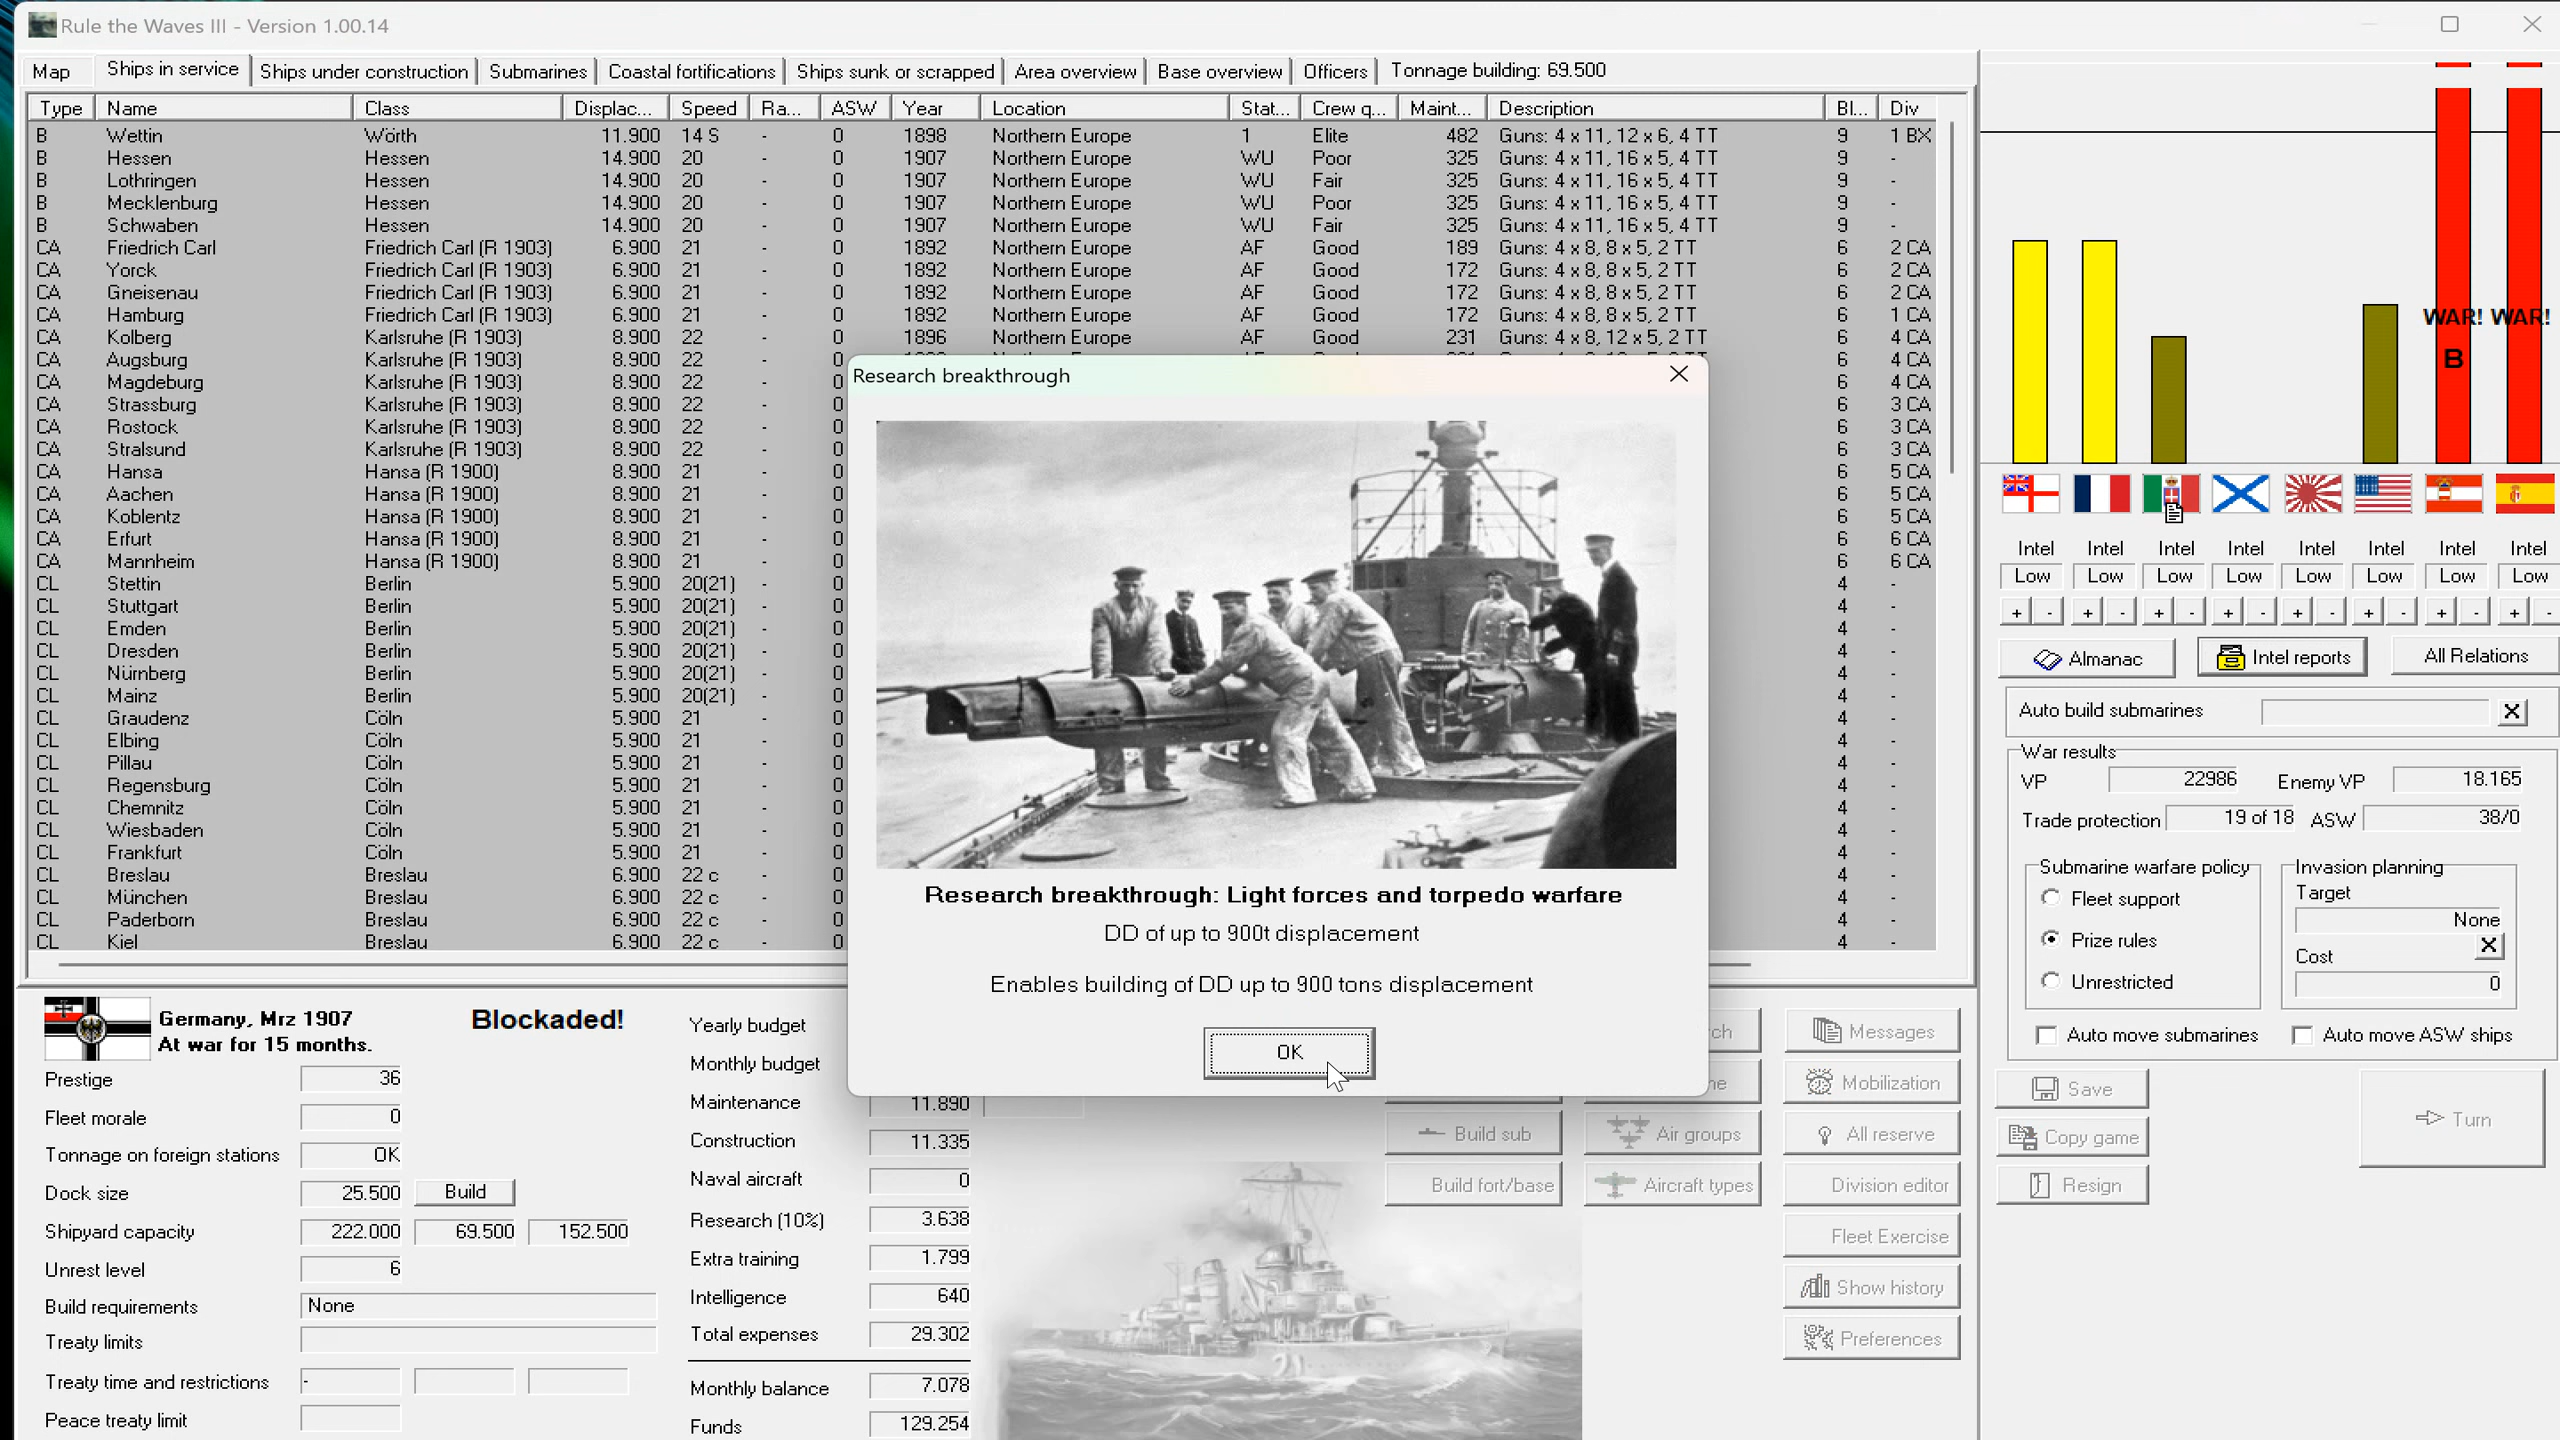 Rule the Waves III - Version 1.00.14
Map Ships in service Ships under construction Submarines Coastal fortifications Ships sunk or scrapped Area overview Base overview Officers Tonnage building: 69.500
Type Name Class Displac... Speed Ra... ASW Year Location Stat... Crew q... Maint... Description Bl... Div
B Wettin Wörth 11.900 14 S - 0 1898 Northern Europe 1 Elite 482 Guns: 4 x 11, 12 x 6, 4 TT 9 1 BX
B Hessen Hessen 14.900 20 - 0 1907 Northern Europe WU Poor 325 Guns: 4 x 11, 16 x 5, 4 TT 9 -
B Lothringen Hessen 14.900 20 - 0 1907 Northern Europe WU Fair 325 Guns: 4 x 11, 16 x 5, 4 TT 9 -
B Mecklenburg Hessen 14.900 20 - 0 1907 Northern Europe WU Poor 325 Guns: 4 x 11, 16 x 5, 4 TT 9 -
B Schwaben Hessen 14.900 20 - 0 1907 Northern Europe WU Fair 325 Guns: 4 x 11, 16 x 5, 4 TT 9 -
CA Friedrich Carl Friedrich Carl (R 1903) 6.900 21 - 0 1892 Northern Europe AF Good 189 Guns: 4 x 8, 8 x 5, 2 TT 6 2 CA
CA Yorck Friedrich Carl (R 1903) 6.900 21 - 0 1892 Northern Europe AF Good 172 Guns: 4 x 8, 8 x 5, 2 TT 6 2 CA
CA Gneisenau Friedrich Carl (R 1903) 6.900 21 - 0 1892 Northern Europe AF Good 172 Guns: 4 x 8, 8 x 5, 2 TT 6 2 CA
CA Hamburg Friedrich Carl (R 1903) 6.900 21 - 0 1892 Northern Europe AF Good 172 Guns: 4 x 8, 8 x 5, 2 TT 6 1 CA
CA Kolberg Karlsruhe (R 1903) 8.900 22 - 0 1896 Northern Europe AF Good 231 Guns: 4 x 8, 12 x 5, 2 TT 6 4 CA
CA Augsburg Karlsruhe (R 1903) 8.900 22 - 0 6 4 CA
CA Magdeburg Karlsruhe (R 1903) 8.900 22 - 0 6 4 CA
CA Strassburg Karlsruhe (R 1903) 8.900 22 - 0 6 3 CA
CA Rostock Karlsruhe (R 1903) 8.900 22 - 0 6 3 CA
CA Stralsund Karlsruhe (R 1903) 8.900 22 - 0 6 3 CA
CA Hansa Hansa (R 1900) 8.900 21 - 0 6 5 CA
CA Aachen Hansa (R 1900) 8.900 21 - 0 6 5 CA
CA Koblentz Hansa (R 1900) 8.900 21 - 0 6 5 CA
CA Erfurt Hansa (R 1900) 8.900 21 - 0 6 6 CA
CA Mannheim Hansa (R 1900) 8.900 21 - 0 6 6 CA
CL Stettin Berlin 5.900 20(21) - 0 4 -
CL Stuttgart Berlin 5.900 20(21) - 0 4 -
CL Emden Berlin 5.900 20(21) - 0 4 -
CL Dresden Berlin 5.900 20(21) - 0 4 -
CL Nürnberg Berlin 5.900 20(21) - 0 4 -
CL Mainz Berlin 5.900 20(21) - 0 4 -
CL Graudenz Cöln 5.900 21 - 0 4 -
CL Elbing Cöln 5.900 21 - 0 4 -
CL Pillau Cöln 5.900 21 - 0 4 -
CL Regensburg Cöln 5.900 21 - 0 4 -
CL Chemnitz Cöln 5.900 21 - 0 4 -
CL Wiesbaden Cöln 5.900 21 - 0 4 -
CL Frankfurt Cöln 5.900 21 - 0 4 -
CL Breslau Breslau 6.900 22 c - 0 4 -
CL München Breslau 6.900 22 c - 0 4 -
CL Paderborn Breslau 6.900 22 c - 0 4 -
CL Kiel Breslau 6.900 22 c - 0 4 -
Research breakthrough
Research breakthrough: Light forces and torpedo warfare
DD of up to 900t displacement
Enables building of DD up to 900 tons displacement
OK
Germany, Mrz 1907
At war for 15 months.
Blockaded!
Prestige 36
Fleet morale 0
Tonnage on foreign stations OK
Dock size 25.500 Build
Shipyard capacity 222.000 69.500 152.500
Unrest level 6
Build requirements None
Treaty limits
Treaty time and restrictions -
Peace treaty limit
Yearly budget
Monthly budget
Maintenance 11.890
Construction 11.335
Naval aircraft 0
Research (10%) 3.638
Extra training 1.799
Intelligence 640
Total expenses 29.302
Monthly balance 7.078
Funds 129.254
Build sub
Build fort/base
ch
ne
Air groups
Aircraft types
Messages
Mobilization
All reserve
Division editor
Fleet Exercise
Show history
Preferences
WAR! WAR!
B
Intel Intel Intel Intel Intel Intel Intel Intel
Low Low Low Low Low Low Low Low
+ - + - + - + - + - + - + - + -
Almanac Intel reports All Relations
Auto build submarines X
War results
VP 22986 Enemy VP 18.165
Trade protection 19 of 18 ASW 38/0
Submarine warfare policy
Fleet support
Prize rules
Unrestricted
Invasion planning
Target
None
Cost X
0
Auto move submarines Auto move ASW ships
Save
Copy game
Resign
Turn